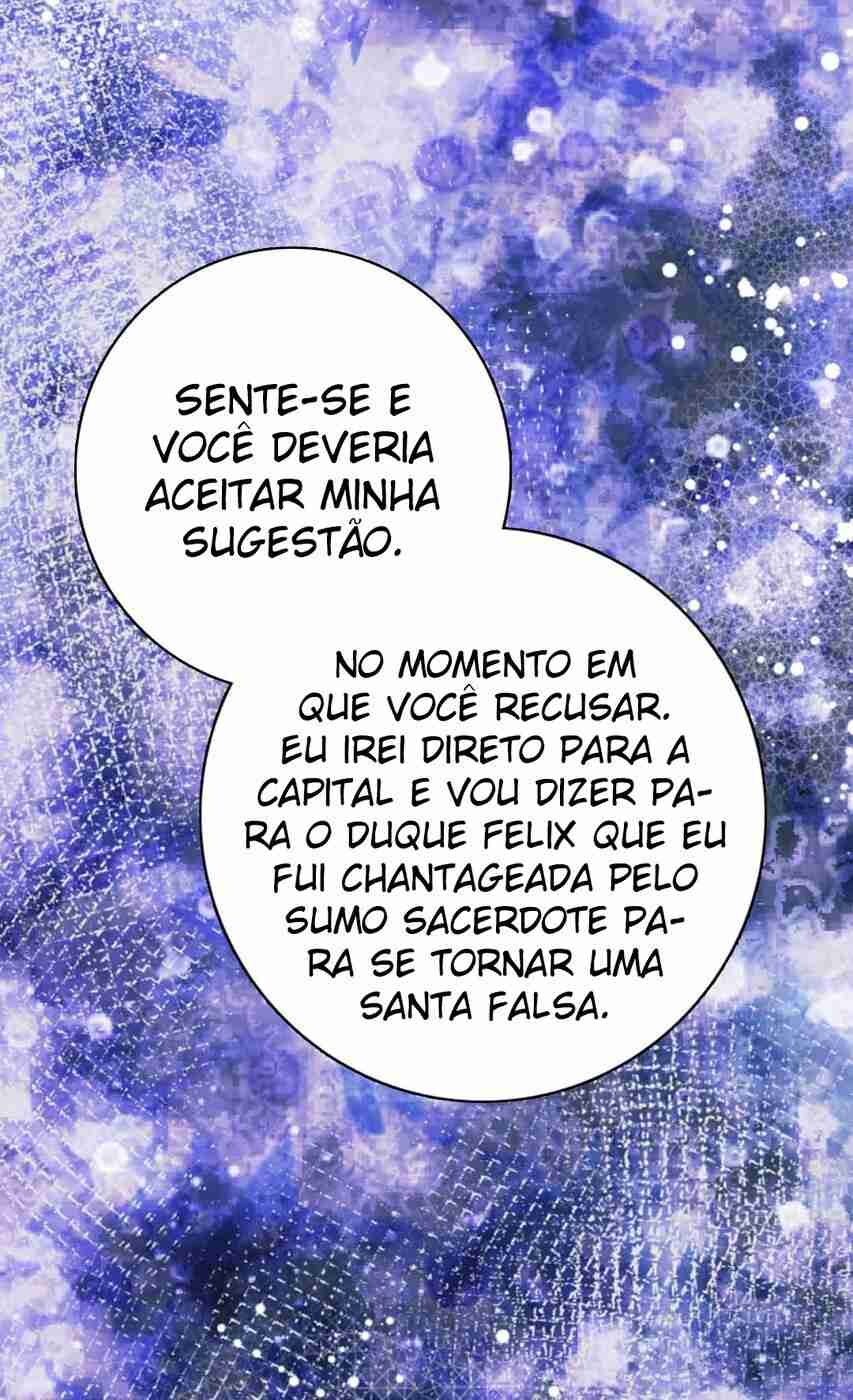 SENTE-SE E
VOCÊ DEVERIA
ACEITAR MINHA
SUGESTÃO.
NO MOMENTO EM
QUE VOCÊ RECUSAR.
EU IREI DIRETO PARA A
CAPITAL E VOU DIZER PA-
RA O DUQUE FELIX QUE EU
FUI CHANTAGEADA PELO
SUMO SACERDOTE PA-
RA SE TORNAR UMA
SANTA FALSA.